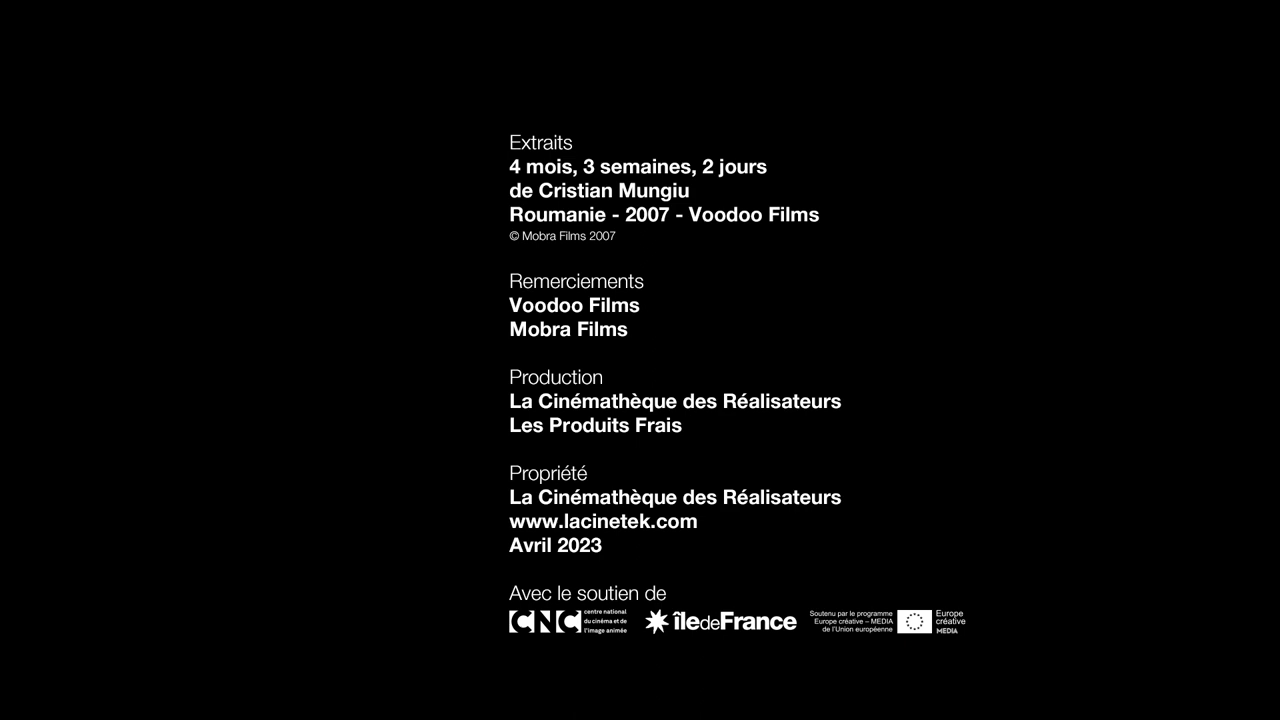 Extraits
4 mois, 3 semaines, 2 jours
de Cristian Mungiu
Roumanie - 2007 - Voodoo Films
© Mobra Films 2007
Remerciements
Voodoo Films
Mobra Films
Production
La Cinémathèque des Réalisateurs
Les Produits Frais
Propriété
La Cinémathèque des Réalisateurs
www.lacinetek.com
Avril 2023
Avec le soutien de
CNC
centre national
du cinéma et de
l'image animée
îledeFrance
Soutenu par le programme
Europe créative – MEDIA
de l'Union européenne
Europe
créative
MEDIA